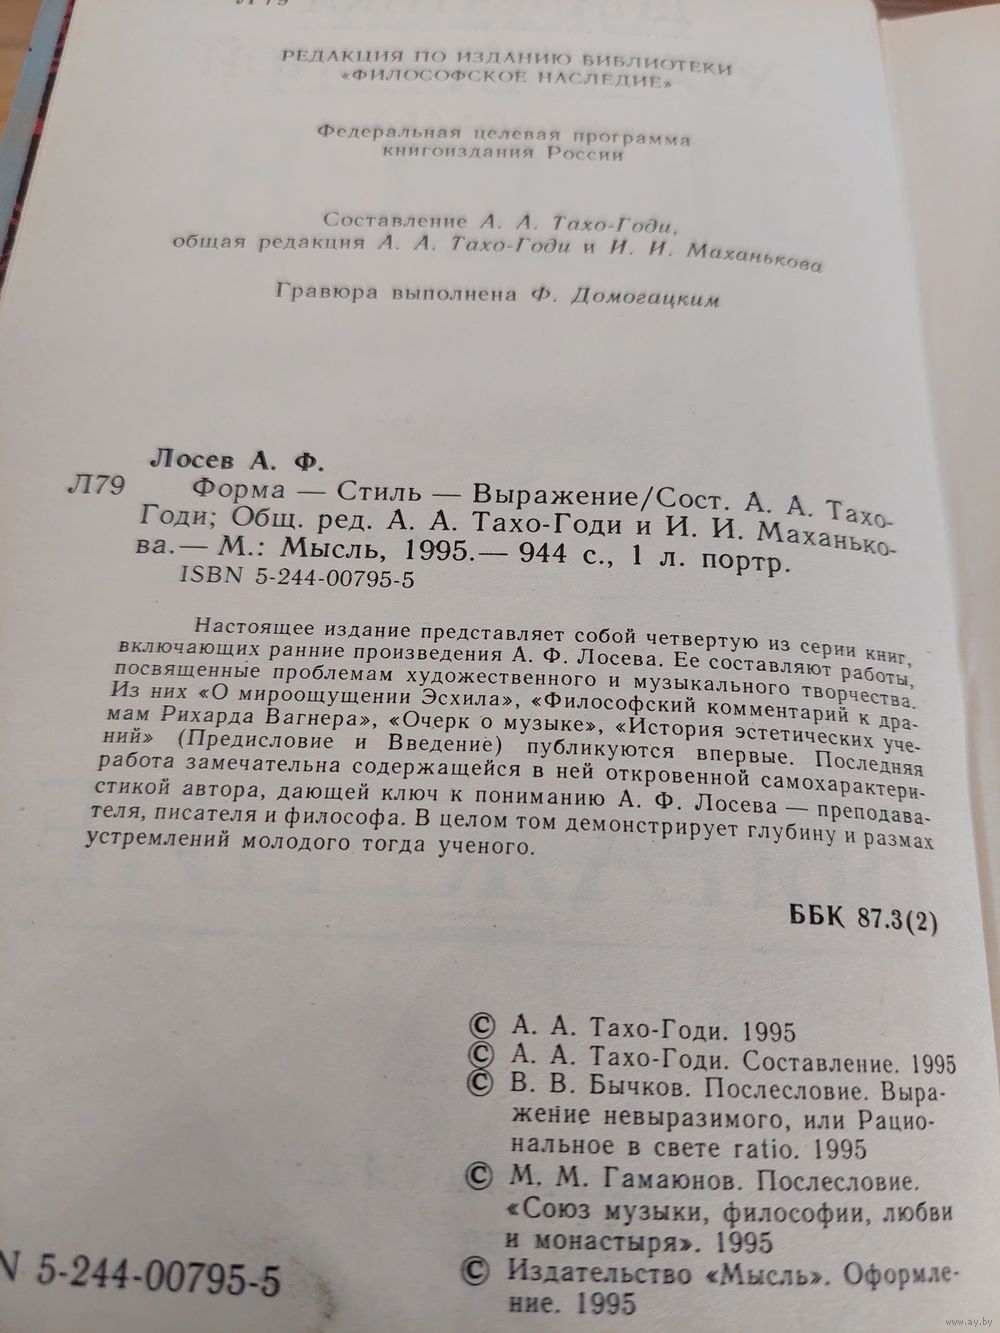 Л79
РЕДАКЦИЯ ПО ИЗДАНИЮ БИБЛИОТЕКИ
«ФИЛОСОФСКОЕ НАСЛЕДИЕ»
Федеральная целевая программа
книгоиздания России
Составление А. А. Тахо-Годи,
общая редакция А. А. Тахо-Годи и И. И. Маханькова
Гравюра выполнена Ф. Домогацким
Лосев А. Ф.
Л79 Форма — Стиль — Выражение/Сост. А. А. Тахо-
Годи; Общ. ред. А. А. Тахо-Годи и И. И. Маханько-
ва.— М.: Мысль, 1995.— 944 с., 1 л. портр.
ISBN 5-244-00795-5
Настоящее издание представляет собой четвертую из серии книг,
включающих ранние произведения А. Ф. Лосева. Ее составляют работы,
посвященные проблемам художественного и музыкального творчества.
Из них «О мироощущении Эсхила», «Философский комментарий к дра-
мам Рихарда Вагнера», «Очерк о музыке», «История эстетических уче-
ний» (Предисловие и Введение) публикуются впервые. Последняя
работа замечательна содержащейся в ней откровенной самохарактери-
стикой автора, дающей ключ к пониманию А. Ф. Лосева — преподава-
теля, писателя и философа. В целом том демонстрирует глубину и размах
устремлений молодого тогда ученого.
ББК 87.3(2)
© А. А. Тахо-Годи. 1995
© А. А. Тахо-Годи. Составление. 1995
© В. В. Бычков. Послесловие. Выра-
жение невыразимого, или Рацио-
нальное в свете ratio. 1995
© М. М. Гамаюнов. Послесловие.
«Союз музыки, философии, любви
и монастыря». 1995
N 5-244-00795-5
© Издательство «Мысль». Оформле-
ние. 1995
www.ay.by